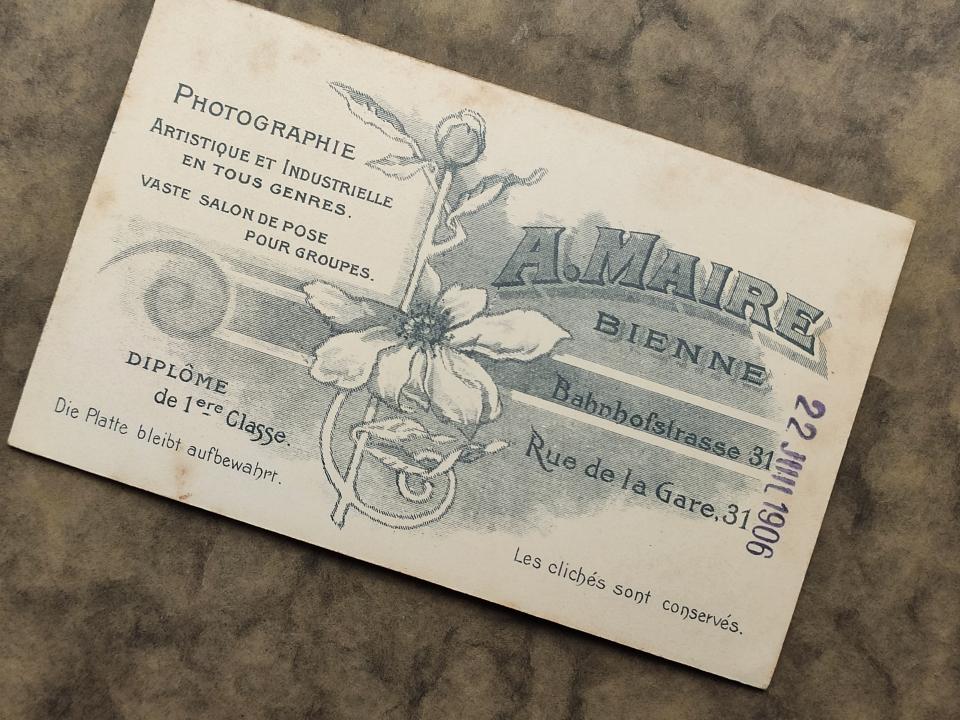 PHOTOGRAPHIE
ARTISTIQUE ET INDUSTRIELLE
EN TOUS GENRES.
VASTE SALON DE POSE
POUR GROUPES.
A. MAIRE
BIENNE
Bahnhofstrasse 31
Rue de la Gare, 31
DIPLÔME
de 1ere Classe.
Die Platte bleibt aufbewahrt.
Les clichés sont conservés.
22 JUIL 1906